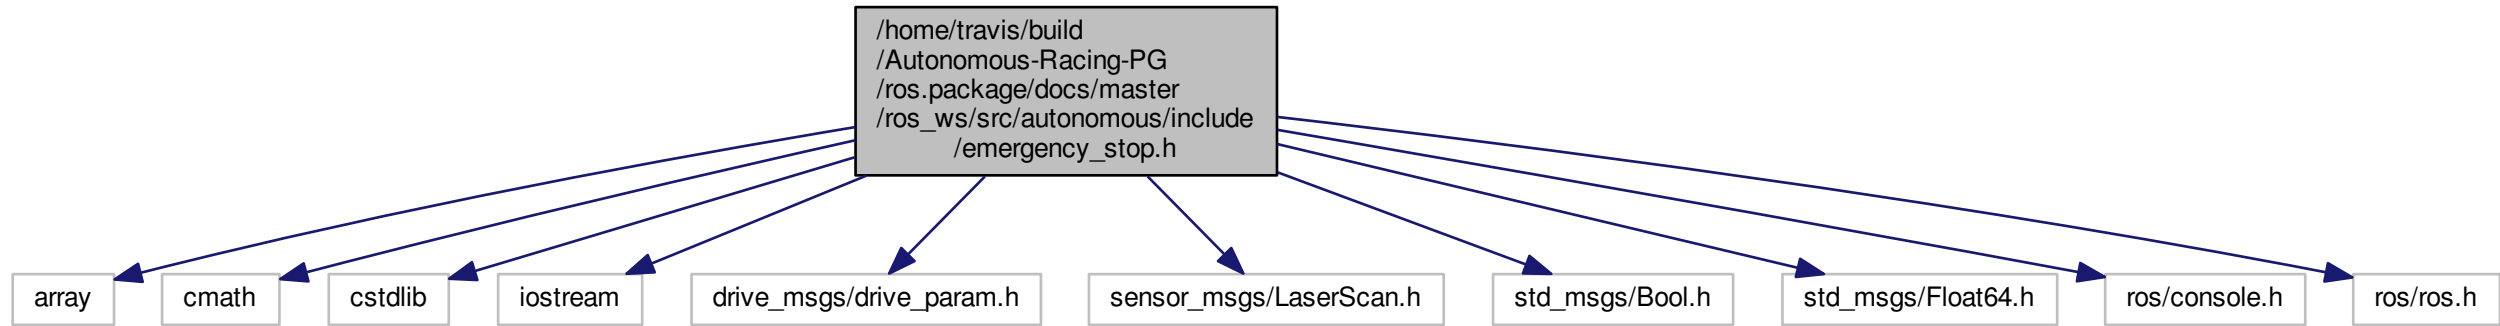 /home/travis/build
/Autonomous-Racing-PG
/ros.package/docs/master
/ros_ws/src/autonomous/include
/emergency_stop.h
array
cmath
cstdlib
iostream
drive_msgs/drive_param.h
sensor_msgs/LaserScan.h
std_msgs/Bool.h
std_msgs/Float64.h
ros/console.h
ros/ros.h